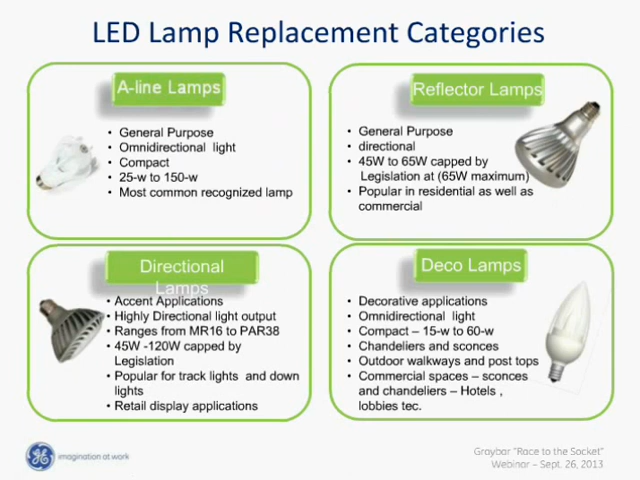 LED Lamp Replacement Categories
A-line Lamps
• General Purpose
• Omnidirectional light
• Compact
• 25-w to 150-w
• Most common recognized lamp
Reflector Lamps
• General Purpose
• directional
• 45W to 65W capped by
Legislation at (65W maximum)
• Popular in residential as well as
commercial
Directional
Lamps
• Accent Applications
• Highly Directional light output
• Ranges from MR16 to PAR38
• 45W -120W capped by
Legislation
• Popular for track lights and down
lights
• Retail display applications
Deco Lamps
• Decorative applications
• Omnidirectional light
• Compact – 15-w to 60-w
• Chandeliers and sconces
• Outdoor walkways and post tops
• Commercial spaces – sconces
and chandeliers – Hotels ,
lobbies tec.
GE imagination at work
Graybar "Race to the Socket"
Webinar – Sept. 26, 2013